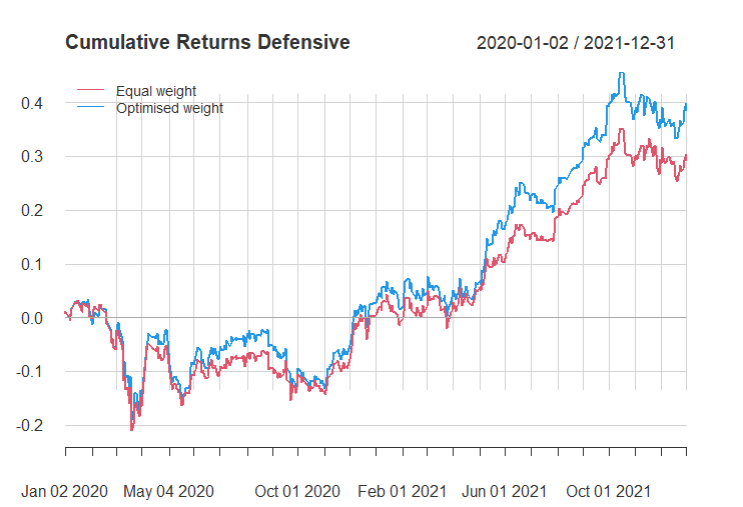 Cumulative Returns Defensive 2020-01-02 / 2021-12-31
Equal weight
Optimised weight
0.4
0.3
0.2
0.1
0.0
-0.1
-0.2
Jan 02 2020 May 04 2020 Oct 01 2020 Feb 01 2021 Jun 01 2021 Oct 01 2021